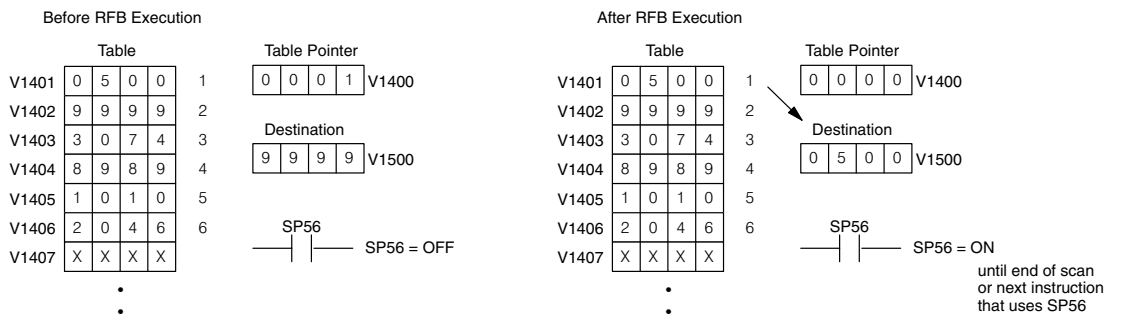 Before RFB Execution
Table
Table Pointer
V1401 0 5 0 0 1
0 0 0 1 V1400
V1402 9 9 9 9 2
V1403 3 0 7 4 3
Destination
V1404 8 9 8 9 4
9 9 9 9 V1500
V1405 1 0 1 0 5
V1406 2 0 4 6 6
V1407 X X X X
SP56
SP56 = OFF
After RFB Execution
Table
Table Pointer
V1401 0 5 0 0 1
0 0 0 0 V1400
V1402 9 9 9 9 2
V1403 3 0 7 4 3
Destination
V1404 8 9 8 9 4
0 5 0 0 V1500
V1405 1 0 1 0 5
V1406 2 0 4 6 6
V1407 X X X X
SP56
SP56 = ON
until end of scan
or next instruction
that uses SP56